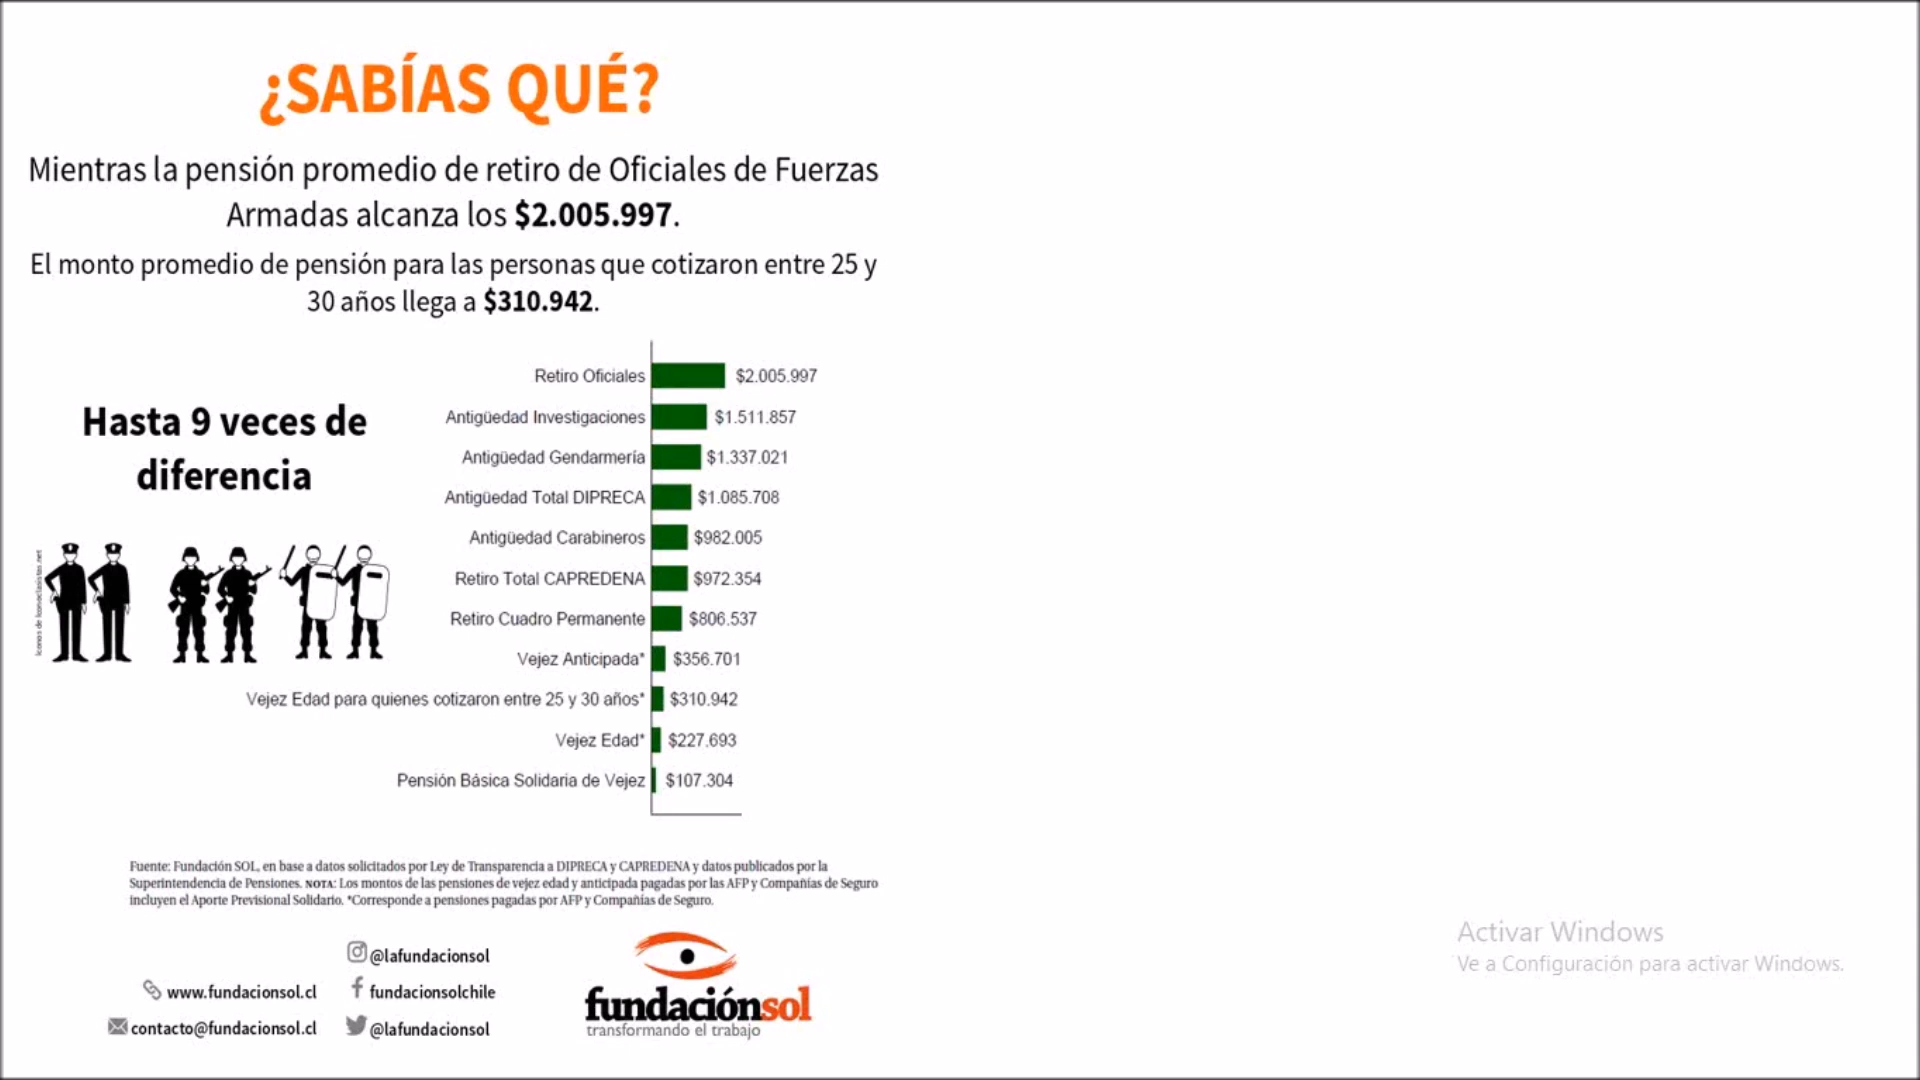 ¿SABÍAS QUÉ?
Mientras la pensión promedio de retiro de Oficiales de Fuerzas
Armadas alcanza los $2.005.997.
El monto promedio de pensión para las personas que cotizaron entre 25 y
30 años llega a $310.942.
Hasta 9 veces de
diferencia
Iconos de iconoclasistas.net
Retiro Oficiales $2.005.997
Antigüedad Investigaciones $1.511.857
Antigüedad Gendarmería $1.337.021
Antigüedad Total DIPRECA $1.085.708
Antigüedad Carabineros $982.005
Retiro Total CAPREDENA $972.354
Retiro Cuadro Permanente $806.537
Vejez Anticipada* $356.701
Vejez Edad para quienes cotizaron entre 25 y 30 años* $310.942
Vejez Edad* $227.693
Pensión Básica Solidaria de Vejez $107.304
Fuente: Fundación SOL, en base a datos solicitados por Ley de Transparencia a DIPRECA y CAPREDENA y datos publicados por la
Superintendencia de Pensiones. NOTA: Los montos de las pensiones de vejez edad y anticipada pagadas por las AFP y Compañías de Seguro
incluyen el Aporte Previsional Solidario. *Corresponde a pensiones pagadas por AFP y Compañías de Seguro.
@lafundacionsol
www.fundacionsol.cl
fundacionsolchile
contacto@fundacionsol.cl
@lafundacionsol
fundaciónsol
transformando el trabajo
Activar Windows
Ve a Configuración para activar Windows.